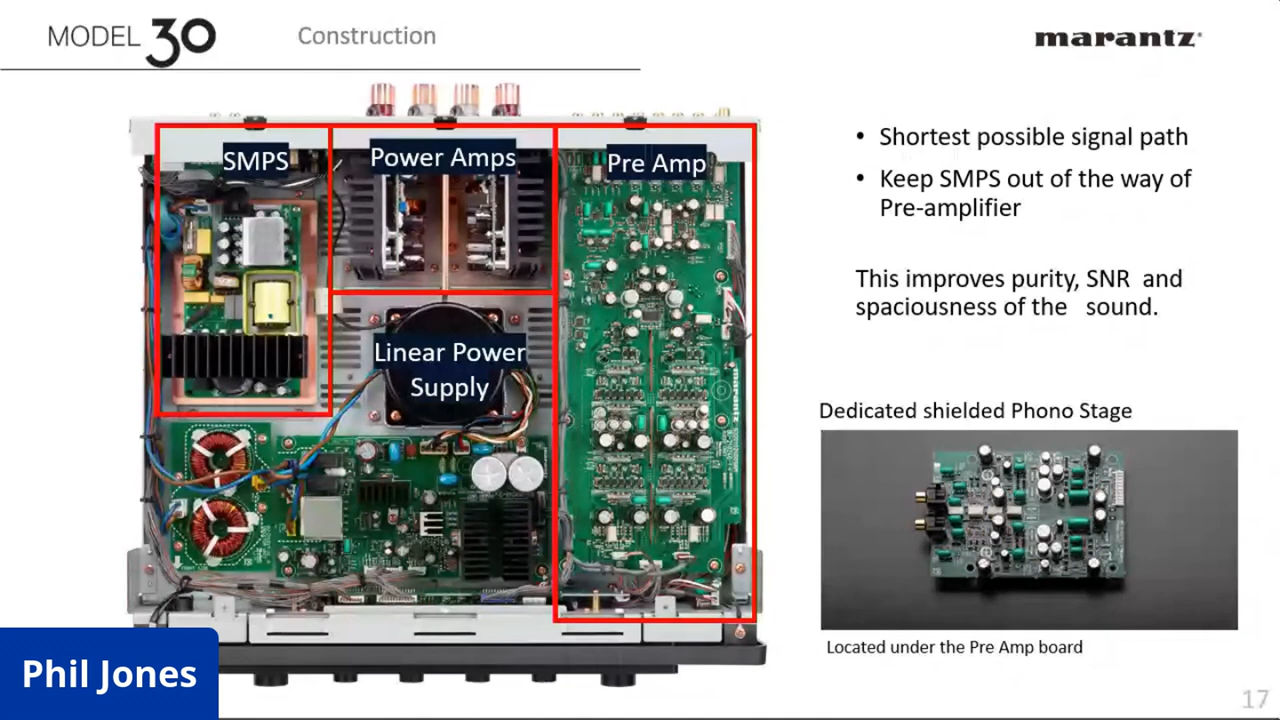 MODEL 30
Construction
marantz
SMPS
Power Amps
Pre Amp
Linear Power
Supply
marantz
• Shortest possible signal path
• Keep SMPS out of the way of
Pre-amplifier
This improves purity, SNR and
spaciousness of the sound.
Dedicated shielded Phono Stage
Located under the Pre Amp board
Phil Jones
17